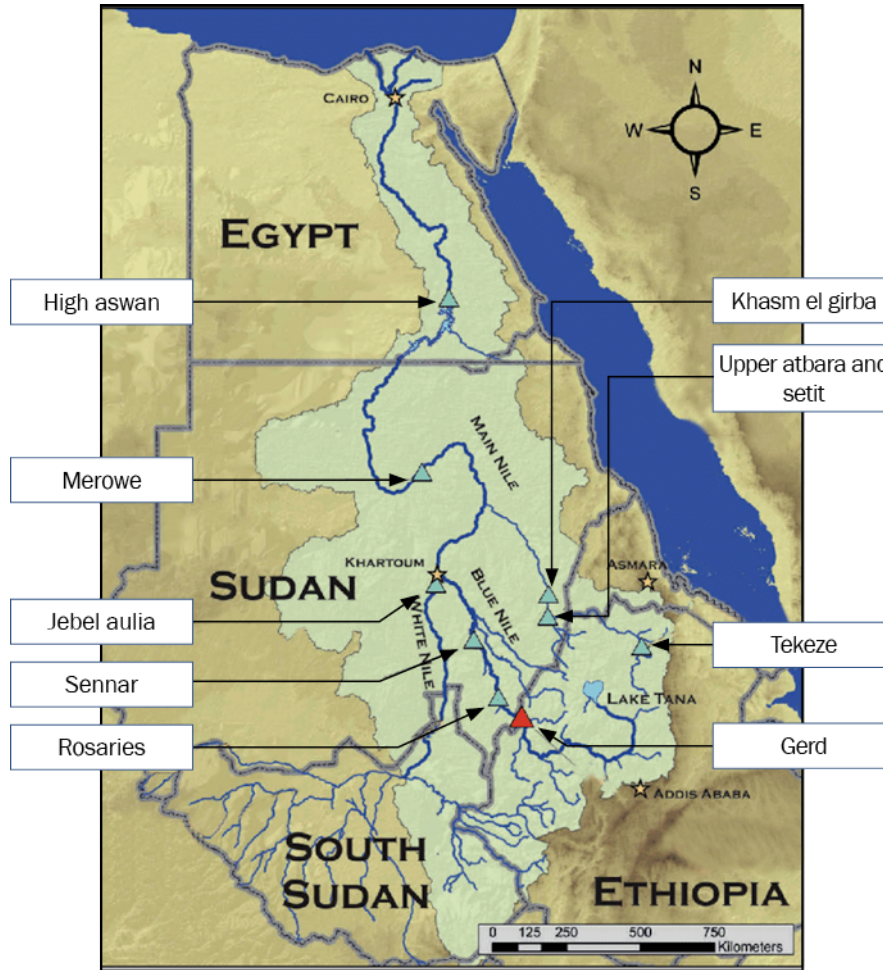 CAIRO
N
W E
S
EGYPT
High aswan
Khasm el girba
Upper atbara and
setit
MAIN NILE
Merowe
KHARTOUM
ASMARA
SUDAN
BLUE NILE
Jebel aulia
WHITE NILE
Tekeze
Sennar
LAKE TANA
Rosaries
Gerd
ADDIS ABABA
SOUTH
SUDAN
ETHIOPIA
0 125 250 500 750
Kilometers